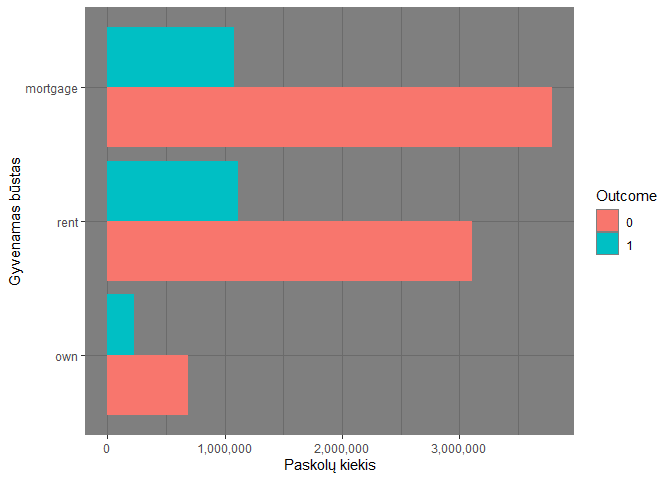 Gyvenamas būstas
mortgage
rent
own
0
1,000,000
2,000,000
3,000,000
Paskolų kiekis
Outcome
0
1